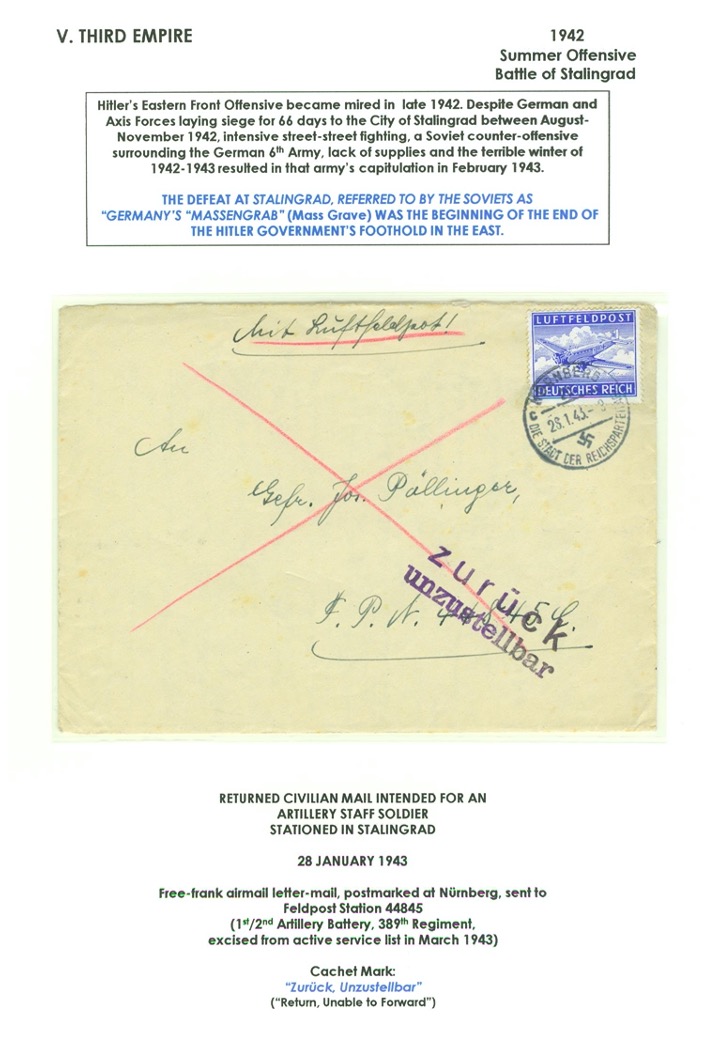 V. THIRD EMPIRE
1942
Summer Offensive
Battle of Stalingrad
Hitler's Eastern Front Offensive became mired in late 1942. Despite German and
Axis Forces laying siege for 66 days to the City of Stalingrad between August-
November 1942, intensive street-street fighting, a Soviet counter-offensive
surrounding the German 6th Army, lack of supplies and the terrible winter of
1942-1943 resulted in that army's capitulation in February 1943.
THE DEFEAT AT STALINGRAD, REFERRED TO BY THE SOVIETS AS
"GERMANY'S "MASSENGRAB" (Mass Grave) WAS THE BEGINNING OF THE END OF
THE HITLER GOVERNMENT'S FOOTHOLD IN THE EAST.
Mit Luftfeldpost!
LUFTFELDPOST
DEUTSCHES REICH
NÜRNBERG
c
28.1.43.-
DIE STADT DER REICHSPARTEITAGE
An
Gefr. Jos. Pöllinger,
F. P. N. 44845 C.
zurück
unzustellbar
RETURNED CIVILIAN MAIL INTENDED FOR AN
ARTILLERY STAFF SOLDIER
STATIONED IN STALINGRAD
28 JANUARY 1943
Free-frank airmail letter-mail, postmarked at Nürnberg, sent to
Feldpost Station 44845
(1st/2nd Artillery Battery, 389th Regiment,
excised from active service list in March 1943)
Cachet Mark:
"Zurück, Unzustellbar"
("Return, Unable to Forward")